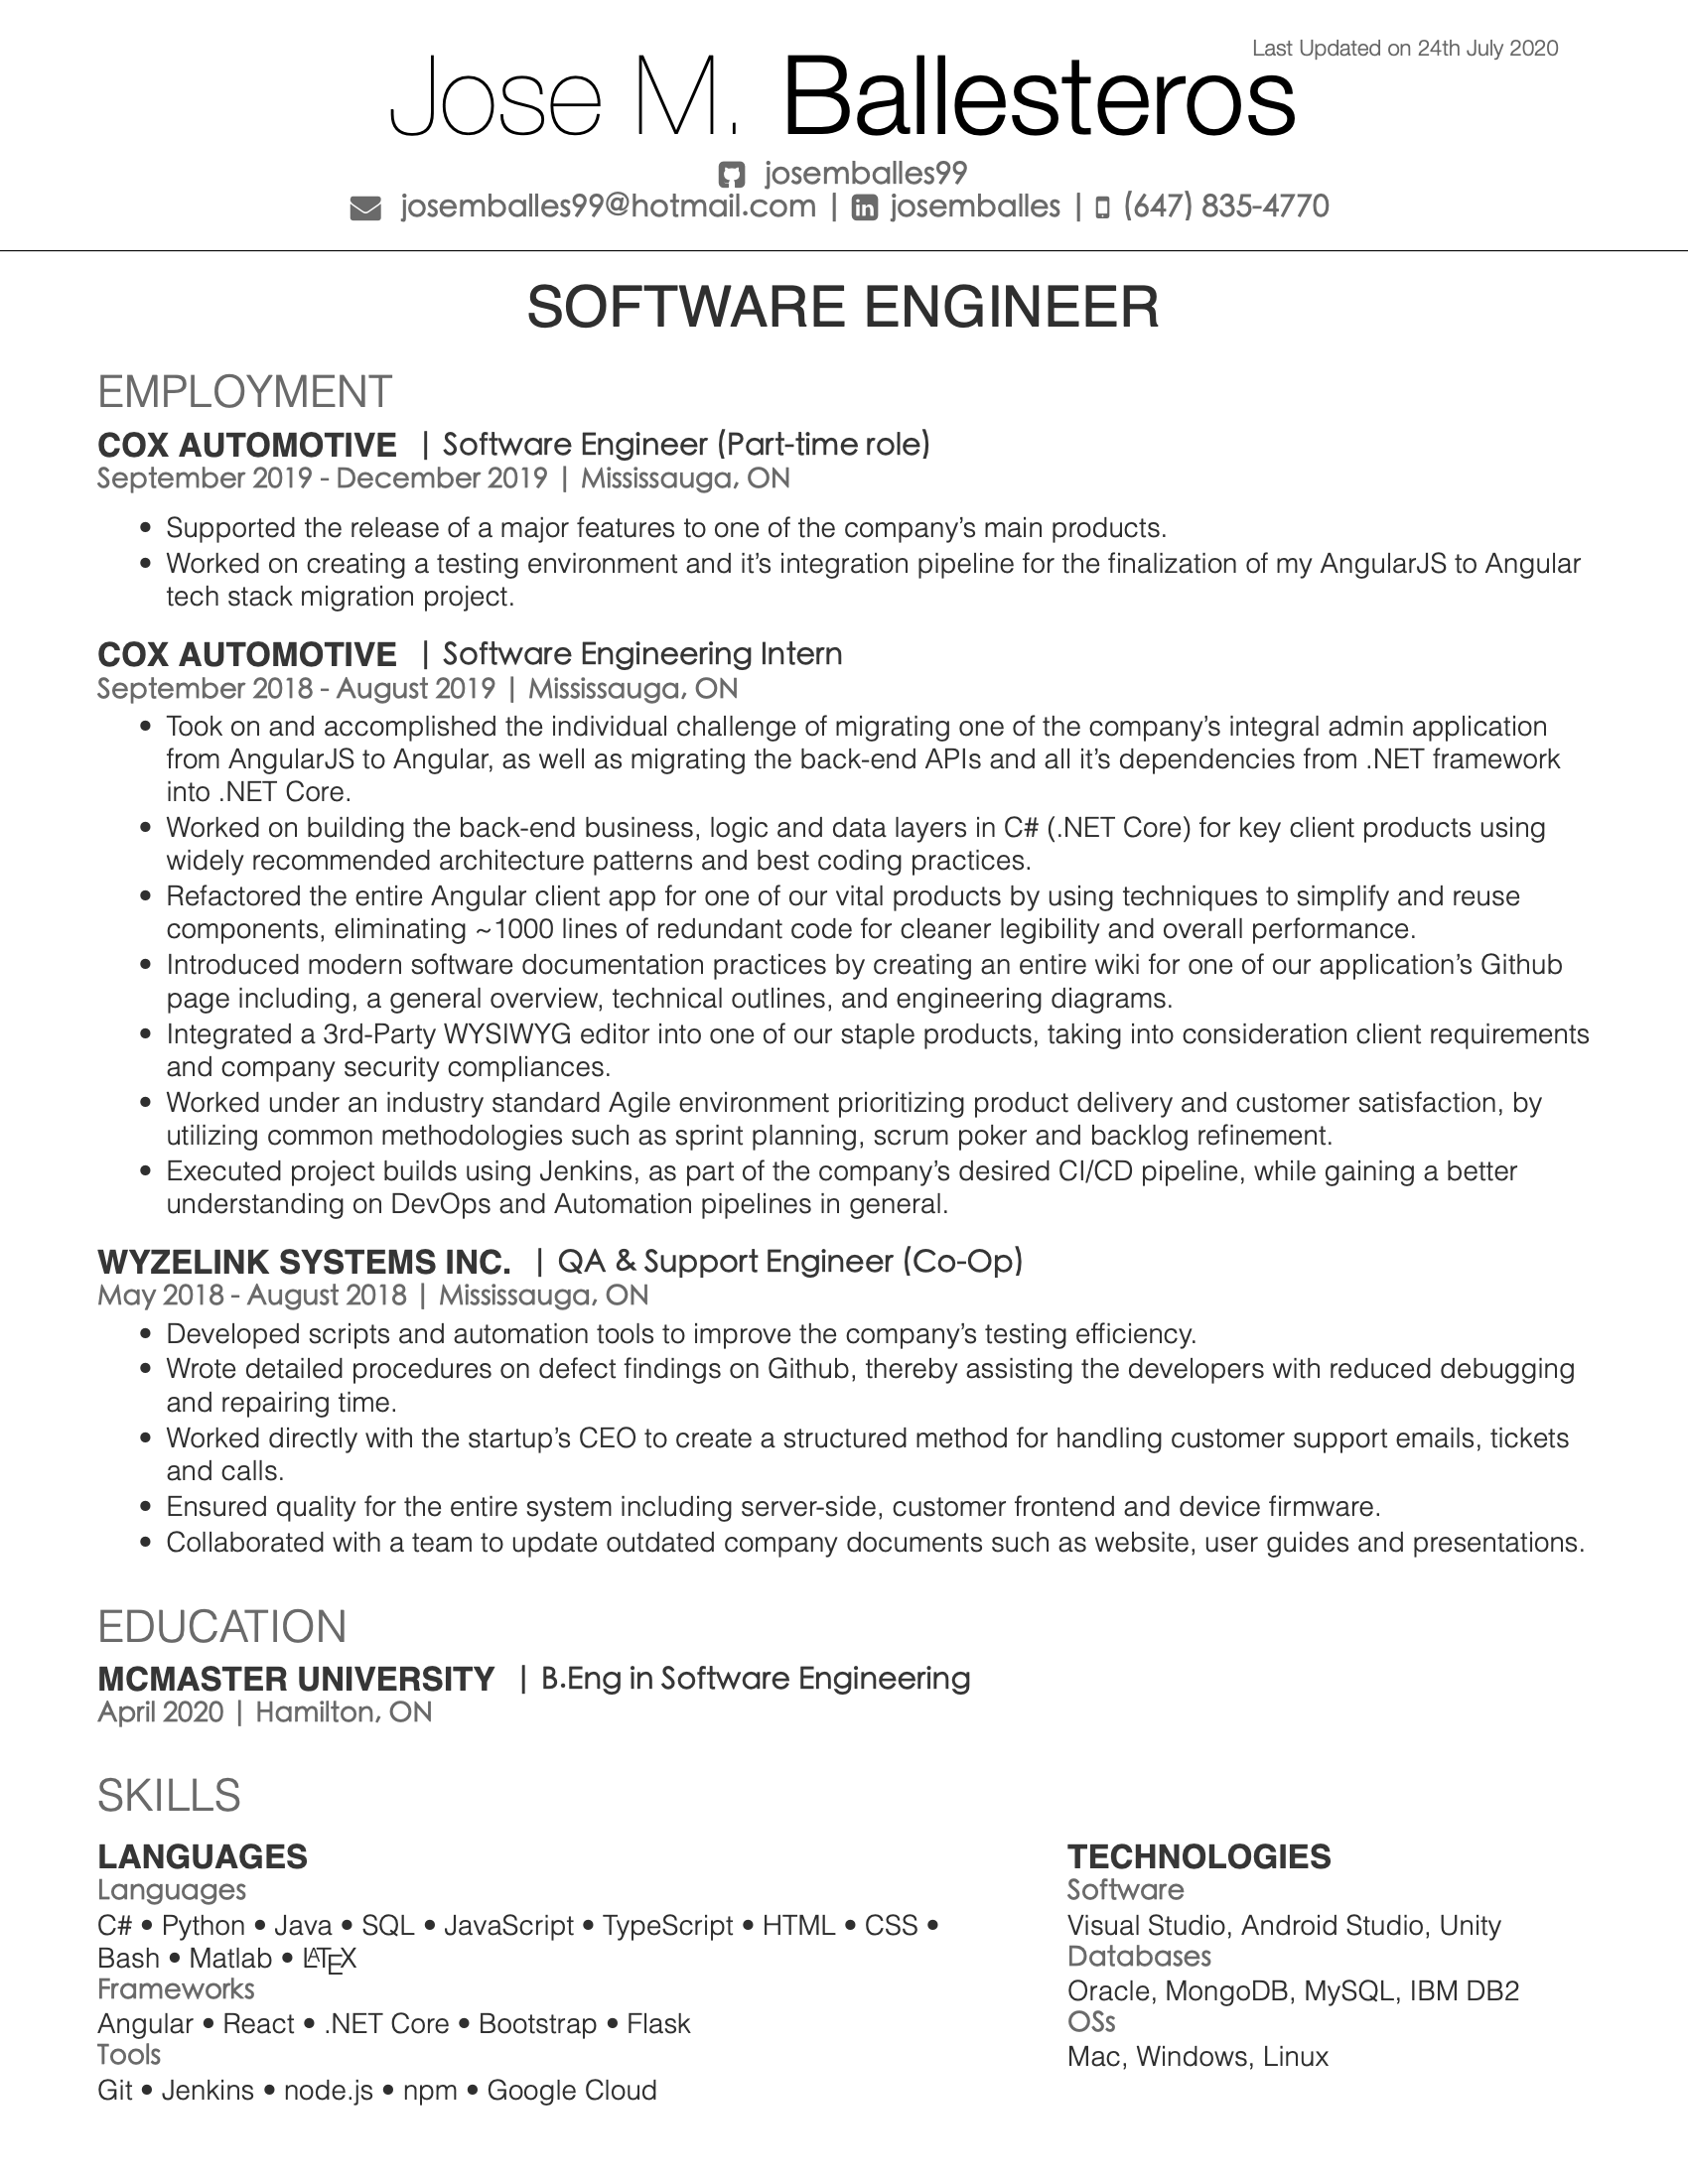 Last Updated on 24th July 2020
Jose M. Ballesteros
josemballes99
josemballes99@hotmail.com | josemballes | (647) 835-4770
SOFTWARE ENGINEER
EMPLOYMENT
COX AUTOMOTIVE | Software Engineer (Part-time role)
September 2019 - December 2019 | Mississauga, ON
• Supported the release of a major features to one of the company's main products.
• Worked on creating a testing environment and it's integration pipeline for the finalization of my AngularJS to Angular
tech stack migration project.
COX AUTOMOTIVE | Software Engineering Intern
September 2018 - August 2019 | Mississauga, ON
• Took on and accomplished the individual challenge of migrating one of the company's integral admin application
from AngularJS to Angular, as well as migrating the back-end APIs and all it's dependencies from .NET framework
into .NET Core.
• Worked on building the back-end business, logic and data layers in C# (.NET Core) for key client products using
widely recommended architecture patterns and best coding practices.
• Refactored the entire Angular client app for one of our vital products by using techniques to simplify and reuse
components, eliminating ~1000 lines of redundant code for cleaner legibility and overall performance.
• Introduced modern software documentation practices by creating an entire wiki for one of our application's Github
page including, a general overview, technical outlines, and engineering diagrams.
• Integrated a 3rd-Party WYSIWYG editor into one of our staple products, taking into consideration client requirements
and company security compliances.
• Worked under an industry standard Agile environment prioritizing product delivery and customer satisfaction, by
utilizing common methodologies such as sprint planning, scrum poker and backlog refinement.
• Executed project builds using Jenkins, as part of the company's desired CI/CD pipeline, while gaining a better
understanding on DevOps and Automation pipelines in general.
WYZELINK SYSTEMS INC. | QA & Support Engineer (Co-Op)
May 2018 - August 2018 | Mississauga, ON
• Developed scripts and automation tools to improve the company's testing efficiency.
• Wrote detailed procedures on defect findings on Github, thereby assisting the developers with reduced debugging
and repairing time.
• Worked directly with the startup's CEO to create a structured method for handling customer support emails, tickets
and calls.
• Ensured quality for the entire system including server-side, customer frontend and device firmware.
• Collaborated with a team to update outdated company documents such as website, user guides and presentations.
EDUCATION
MCMASTER UNIVERSITY | B.Eng in Software Engineering
April 2020 | Hamilton, ON
SKILLS
LANGUAGES
Languages
C# • Python • Java • SQL • JavaScript • TypeScript • HTML • CSS •
Bash • Matlab • LATEX
Frameworks
Angular • React • .NET Core • Bootstrap • Flask
Tools
Git • Jenkins • node.js • npm • Google Cloud
TECHNOLOGIES
Software
Visual Studio, Android Studio, Unity
Databases
Oracle, MongoDB, MySQL, IBM DB2
OSs
Mac, Windows, Linux